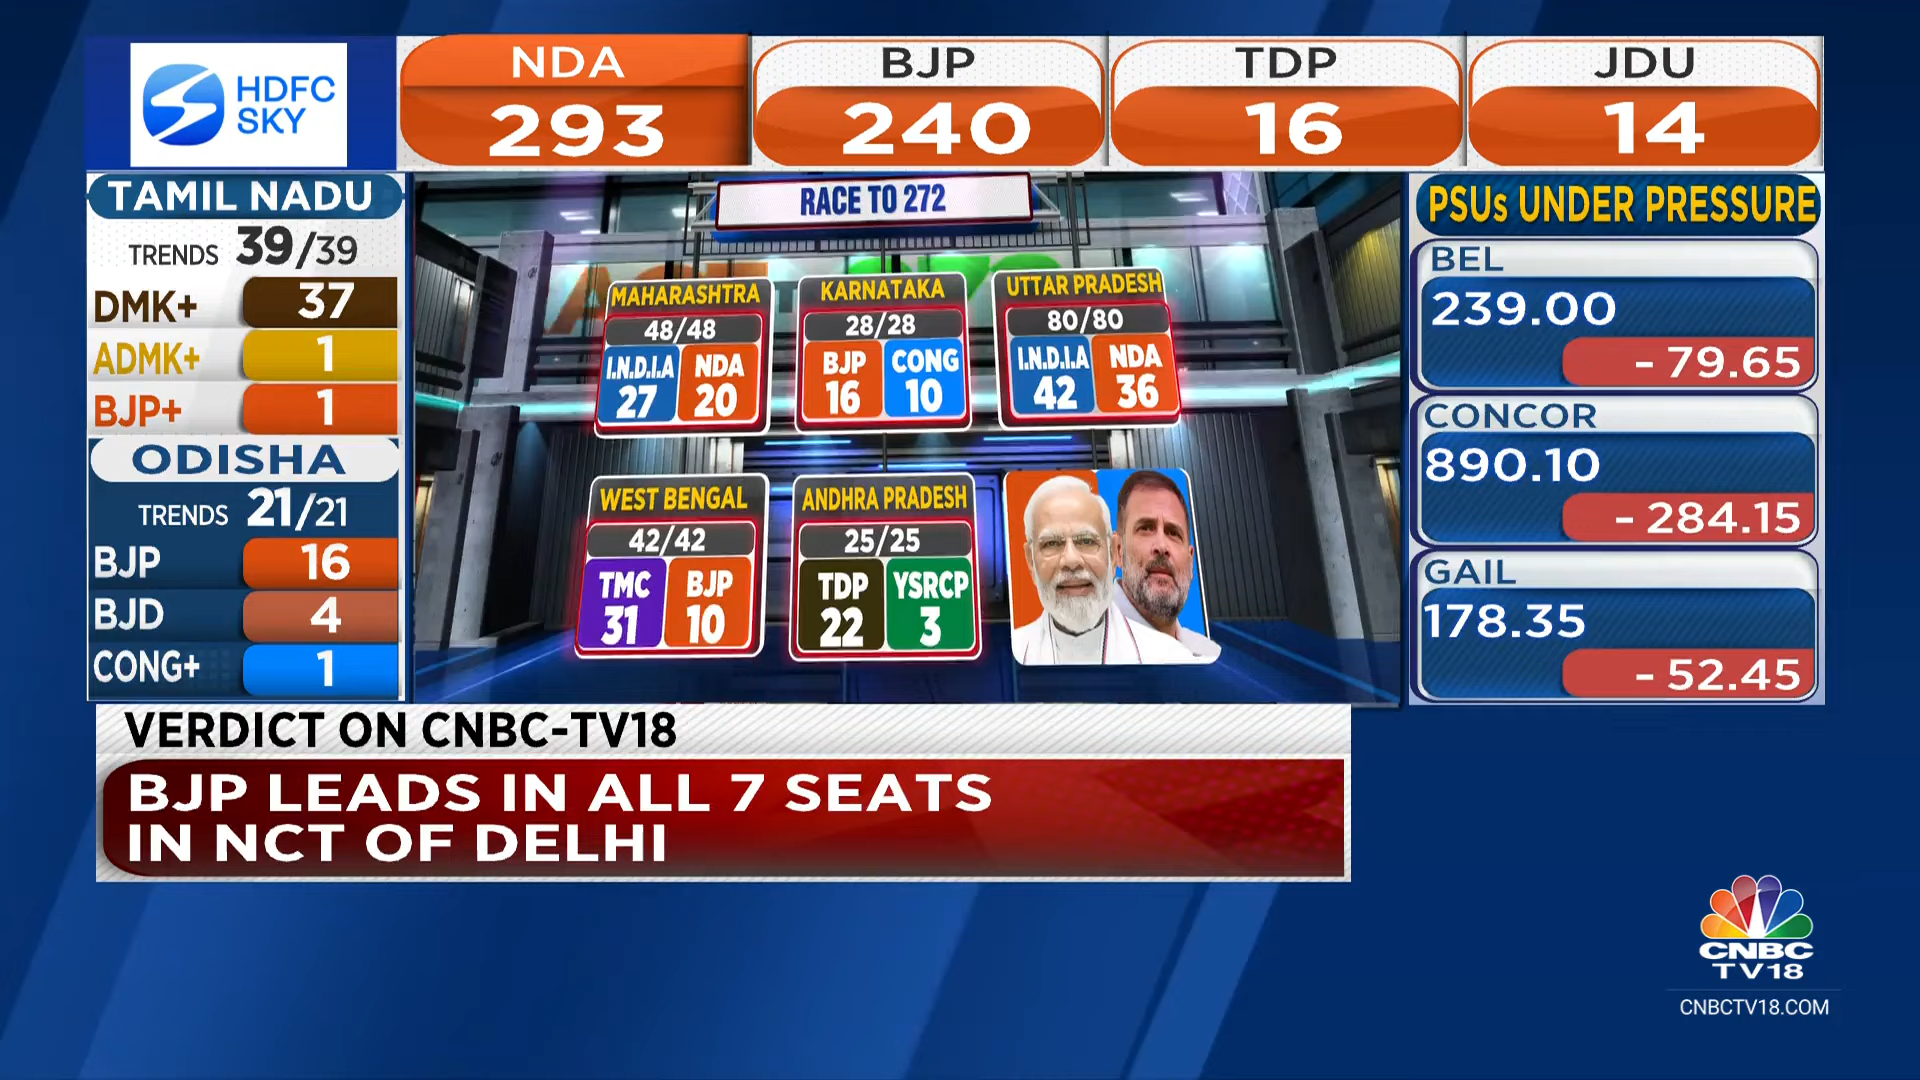 HDFC
SKY
NDA
293
BJP
240
TDP
16
JDU
14
TAMIL NADU
TRENDS 39/39
DMK+ 37
ADMK+ 1
BJP+ 1
ODISHA
TRENDS 21/21
BJP 16
BJD 4
CONG+ 1
RACE TO 272
MAHARASHTRA
48/48
I.N.D.I.A NDA
27 20
KARNATAKA
28/28
BJP CONG
16 10
UTTAR PRADESH
80/80
I.N.D.I.A NDA
42 36
WEST BENGAL
42/42
TMC BJP
31 10
ANDHRA PRADESH
25/25
TDP YSRCP
22 3
PSUs UNDER PRESSURE
BEL
239.00
- 79.65
CONCOR
890.10
- 284.15
GAIL
178.35
- 52.45
VERDICT ON CNBC-TV18
BJP LEADS IN ALL 7 SEATS
IN NCT OF DELHI
CNBC
TV18
CNBCTV18.COM